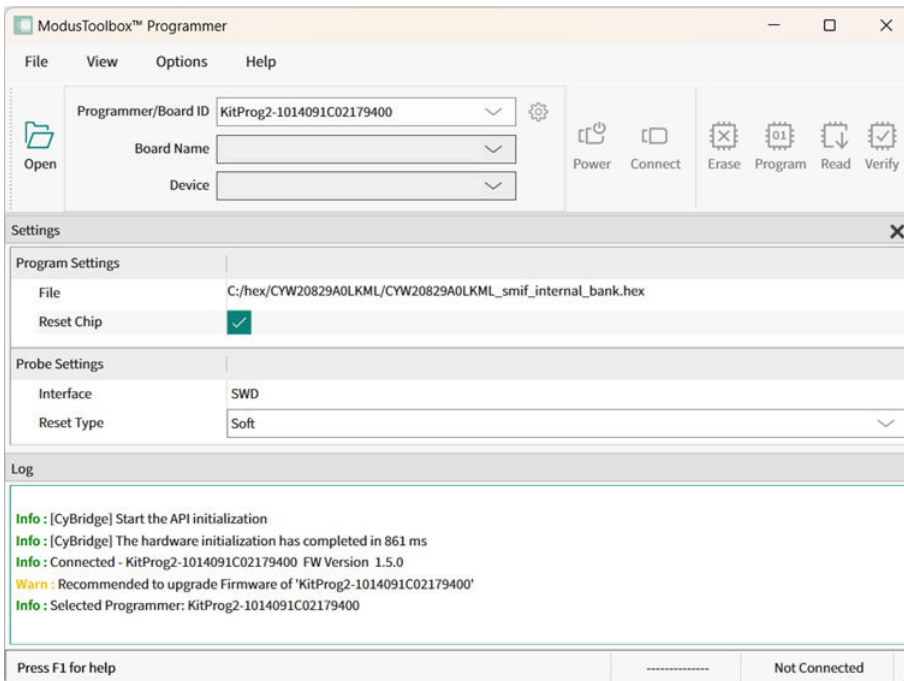 ModusToolbox™ Programmer
File View Options Help
Open
Programmer/Board ID KitProg2-1014091C02179400
Board Name
Device
Power Connect Erase Program Read Verify
Settings
Program Settings
File C:/hex/CYW20829A0LKML/CYW20829A0LKML_smif_internal_bank.hex
Reset Chip
Probe Settings
Interface SWD
Reset Type Soft
Log
Info : [CyBridge] Start the API initialization
Info : [CyBridge] The hardware initialization has completed in 861 ms
Info : Connected - KitProg2-1014091C02179400 FW Version 1.5.0
Warn : Recommended to upgrade Firmware of 'KitProg2-1014091C02179400'
Info : Selected Programmer: KitProg2-1014091C02179400
Press F1 for help -------------- Not Connected